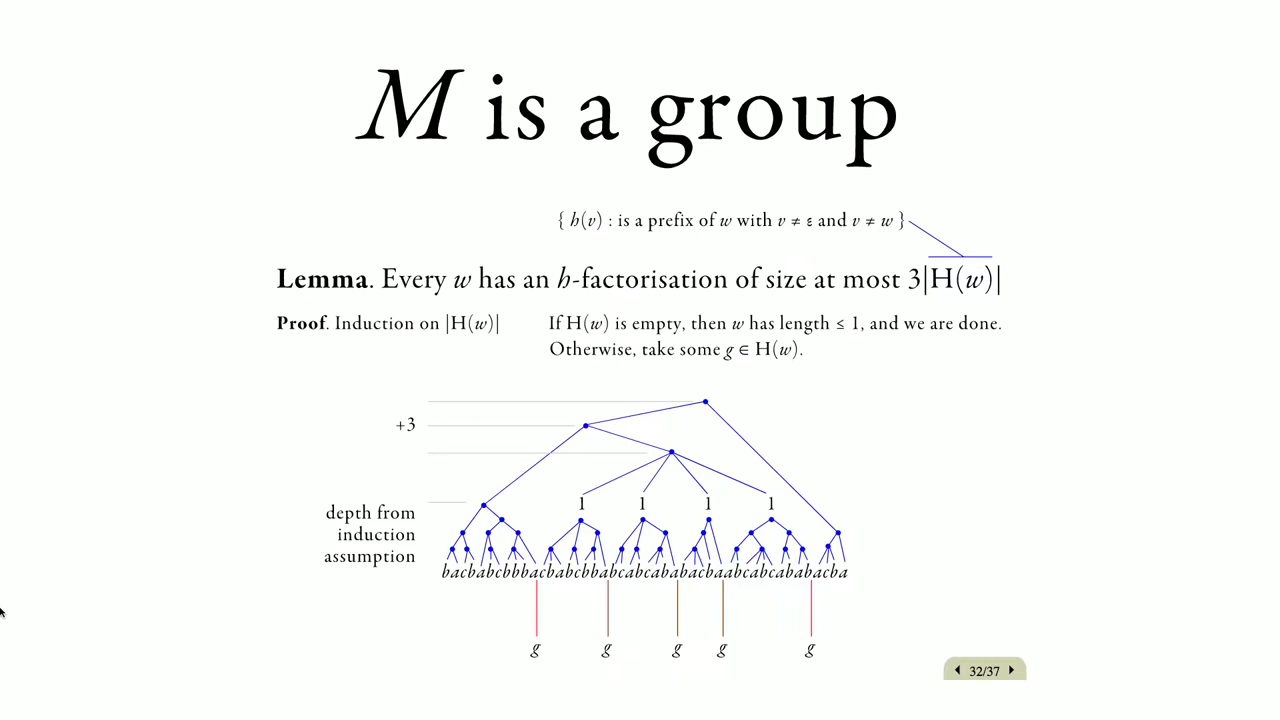 M is a group
{ h(v) : is a prefix of w with v ≠ ε and v ≠ w }
Lemma. Every w has an h-factorisation of size at most 3|H(w)|
Proof. Induction on |H(w)| If H(w) is empty, then w has length ≤ 1, and we are done.
Otherwise, take some g ∈ H(w).
+3
1 1 1 1
depth from
induction
assumption
bacbabcbbbacbabcbbabcabcababacbaabcabcababacba
g g g g g
32/37